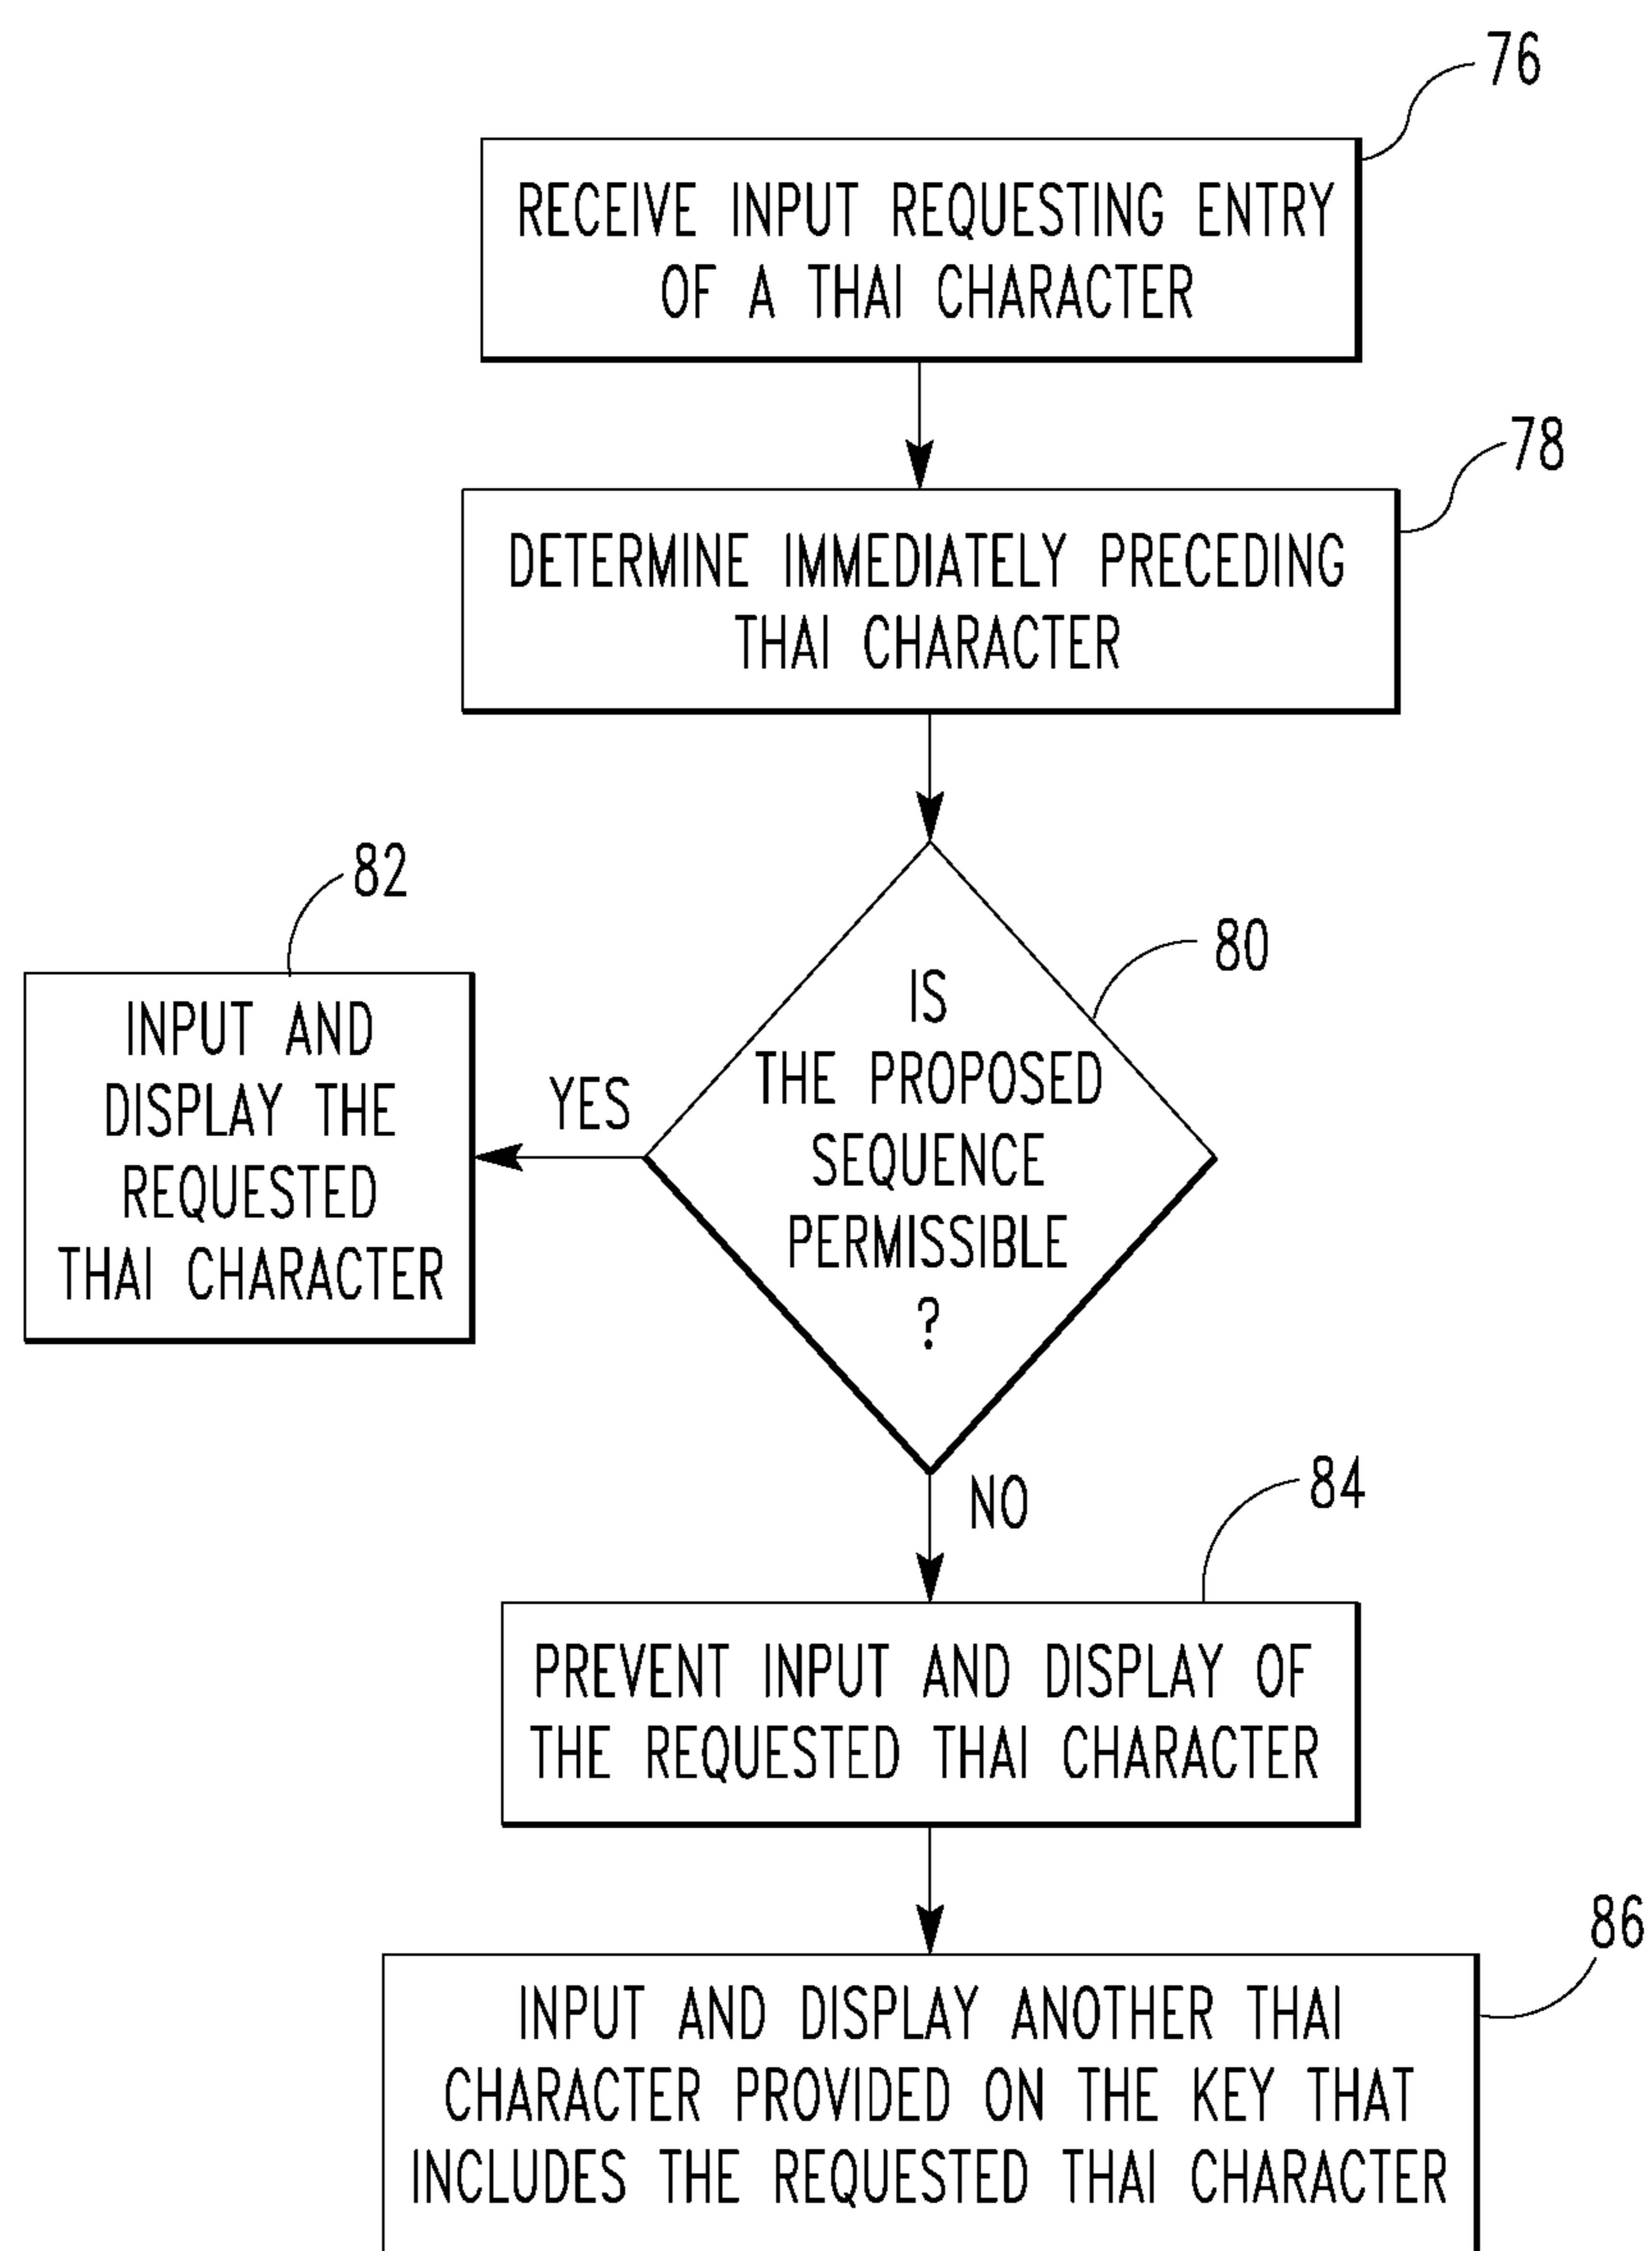 76
RECEIVE INPUT REQUESTING ENTRY
OF A THAI CHARACTER
78
DETERMINE IMMEDIATELY PRECEDING
THAI CHARACTER
82
INPUT AND
DISPLAY THE
REQUESTED
THAI CHARACTER
YES
80
IS
THE PROPOSED
SEQUENCE
PERMISSIBLE
?
NO
84
PREVENT INPUT AND DISPLAY OF
THE REQUESTED THAI CHARACTER
86
INPUT AND DISPLAY ANOTHER THAI
CHARACTER PROVIDED ON THE KEY THAT
INCLUDES THE REQUESTED THAI CHARACTER